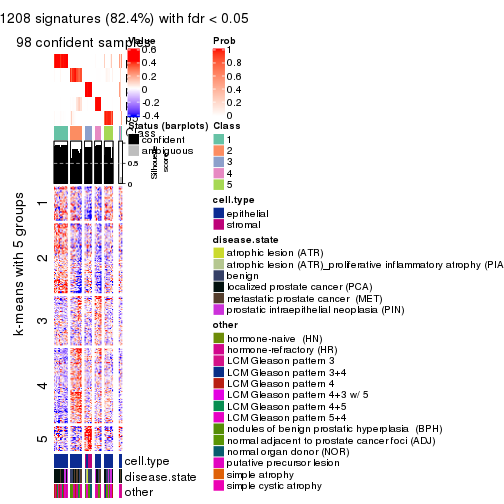 1208 signatures (82.4%) with fdr < 0.05
98 confident samples
Value
0.6
0.4
0.2
0
-0.2
-0.4
Prob
1
0.8
0.6
0.4
0.2
0
Status (barplots)
confident
ambiguous
Class
1
0.5
0
Silhouette
score
Class
1
2
3
4
5
cell.type
epithelial
stromal
disease.state
atrophic lesion (ATR)
atrophic lesion (ATR)_proliferative inflammatory atrophy (PIA
benign
localized prostate cancer (PCA)
metastatic prostate cancer (MET)
prostatic intraepithelial neoplasia (PIN)
other
hormone-naive (HN)
hormone-refractory (HR)
LCM Gleason pattern 3
LCM Gleason pattern 3+4
LCM Gleason pattern 4
LCM Gleason pattern 4+3 w/ 5
LCM Gleason pattern 4+5
LCM Gleason pattern 5+4
nodules of benign prostatic hyperplasia (BPH)
normal adjacent to prostate cancer foci (ADJ)
normal organ donor (NOR)
putative precursor lesion
simple atrophy
simple cystic atrophy
k-means with 5 groups
1
2
3
4
5
cell.type
disease.state
other